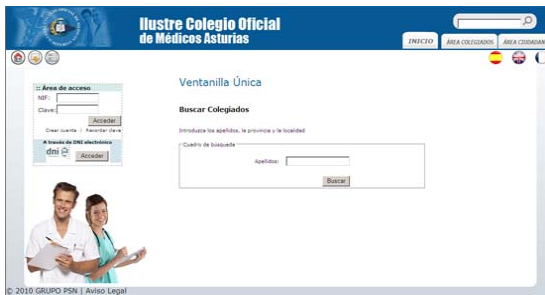 Ilustre Colegio Oficial
de Médicos Asturias
INICIO
ÁREA COLEGIADOS
ÁREA CIUDADAN
Ventanilla Única
:: Área de acceso
NIF:
Clave:
Acceder
Crear cuenta | Recordar clave
A través de DNI electrónico
dni e
Acceder
Buscar Colegiados
Introduzca los apellidos, la provincia y la localidad
Cuadro de búsqueda
Apellidos:
Buscar
© 2010 GRUPO PSN | Aviso Legal